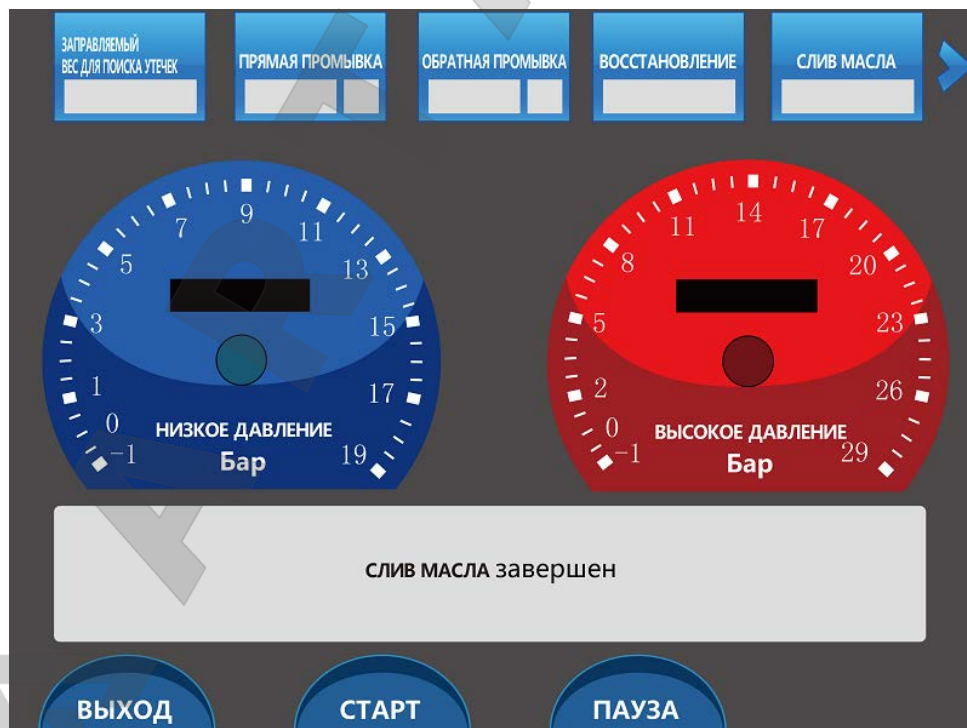 ЗАПРАВЛЯЕМЫЙ
ВЕС ДЛЯ ПОИСКА УТЕЧЕК
ПРЯМАЯ ПРОМЫВКА
ОБРАТНАЯ ПРОМЫВКА
ВОССТАНОВЛЕНИЕ
СЛИВ МАСЛА
-1
0
1
3
5
7
9
11
13
15
17
19
НИЗКОЕ ДАВЛЕНИЕ
Бар
-1
0
2
5
8
11
14
17
20
23
26
29
ВЫСОКОЕ ДАВЛЕНИЕ
Бар
СЛИВ МАСЛА завершен
ВЫХОД
СТАРТ
ПАУЗА